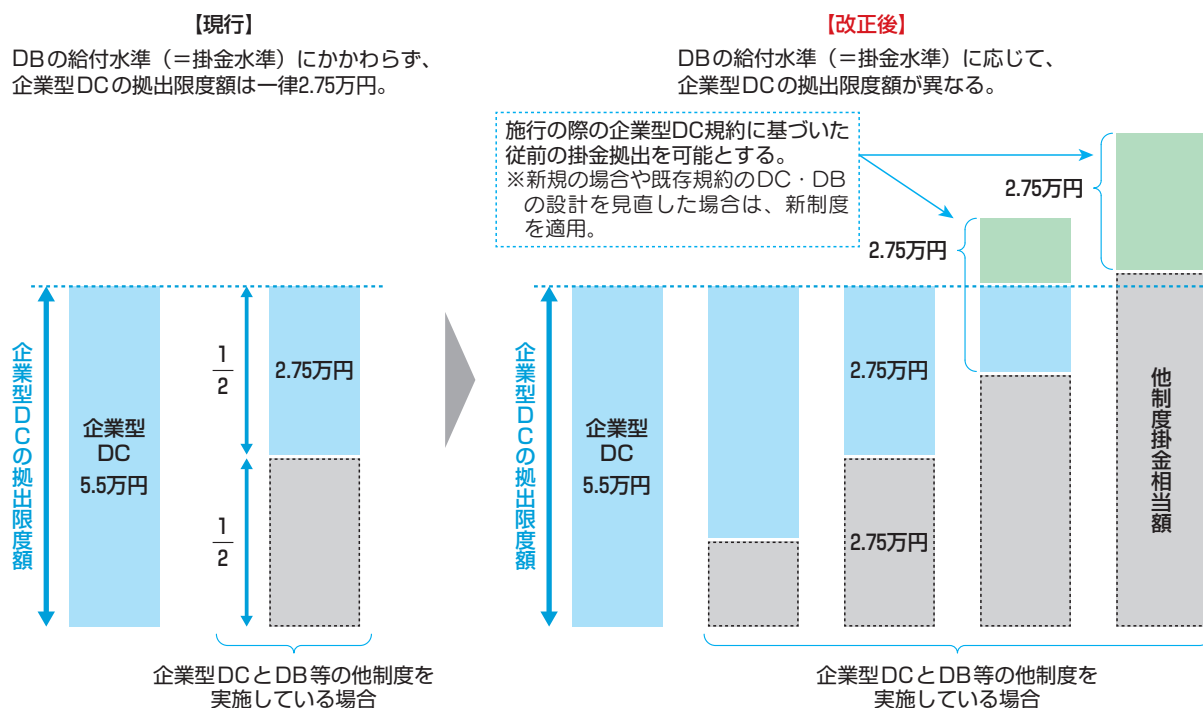 【現行】
DBの給付水準（＝掛金水準）にかかわらず、
企業型DCの拠出限度額は一律2.75万円。
企業型DCの拠出限度額
企業型
DC
5.5万円
1
2
1
2
2.75万円
企業型DCとDB等の他制度を
実施している場合
【改正後】
DBの給付水準（＝掛金水準）に応じて、
企業型DCの拠出限度額が異なる。
施行の際の企業型DC規約に基づいた
従前の掛金拠出を可能とする。
※新規の場合や既存規約のDC・DB
の設計を見直した場合は、新制度
を適用。
企業型DCの拠出限度額
企業型
DC
5.5万円
2.75万円
2.75万円
2.75万円
2.75万円
他制度掛金相当額
企業型DCとDB等の他制度を
実施している場合